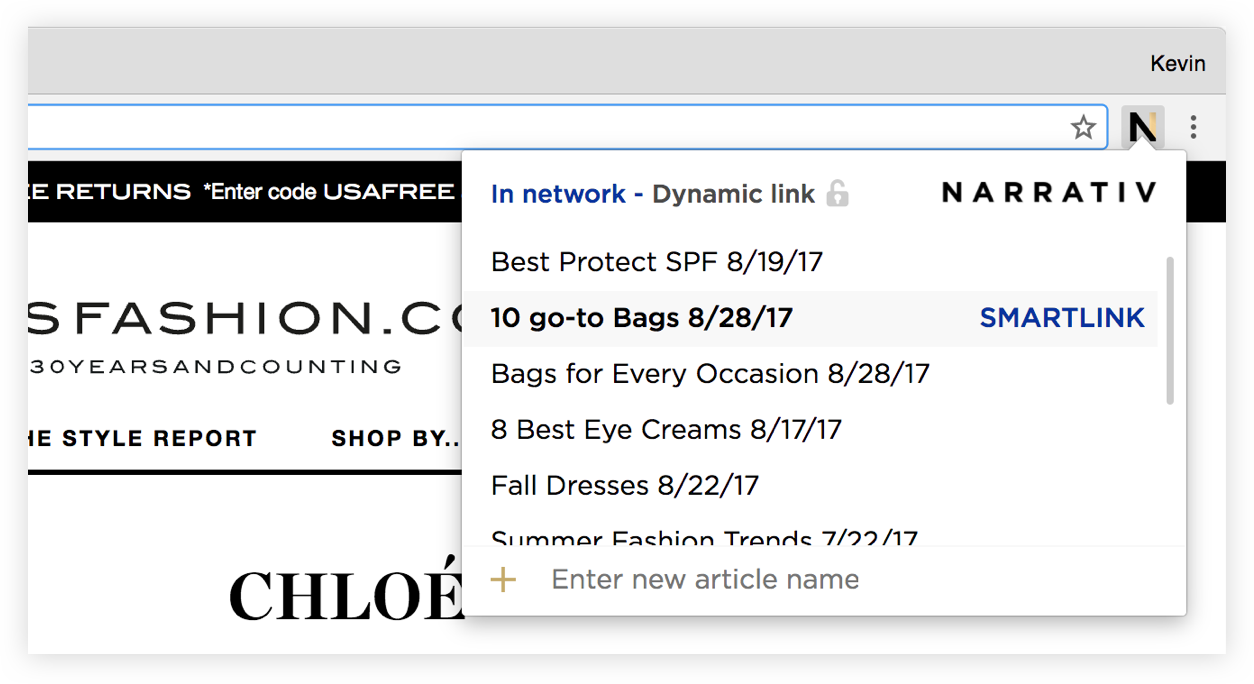 Kevin
N
RETURNS *Enter code USAFREE
In network - Dynamic link
NARRATIV
Best Protect SPF 8/19/17
10 go-to Bags 8/28/17 SMARTLINK
Bags for Every Occasion 8/28/17
8 Best Eye Creams 8/17/17
Fall Dresses 8/22/17
Summer Fashion Trends 7/22/17
+ Enter new article name
SFASHION.CO
30YEARSANDCOUNTING
HE STYLE REPORT
SHOP BY...
CHLOÉ